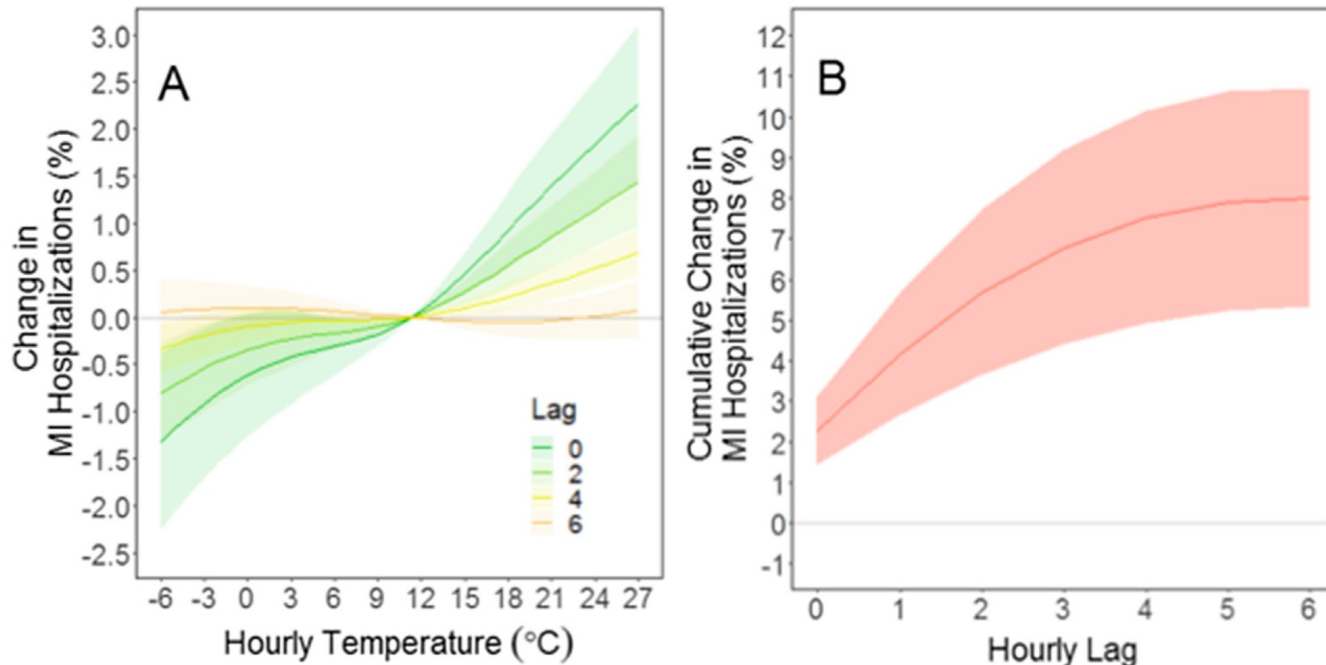 A
Change in
MI Hospitalizations (%)
3.0
2.5
2.0
1.5
1.0
0.5
0.0
-0.5
-1.0
-1.5
-2.0
-2.5
Lag
0
2
4
6
-6 -3 0 3 6 9 12 15 18 21 24 27
Hourly Temperature (°C)
B
Cumulative Change in
MI Hospitalizations (%)
12
11
10
9
8
7
6
5
4
3
2
1
0
-1
0 1 2 3 4 5 6
Hourly Lag